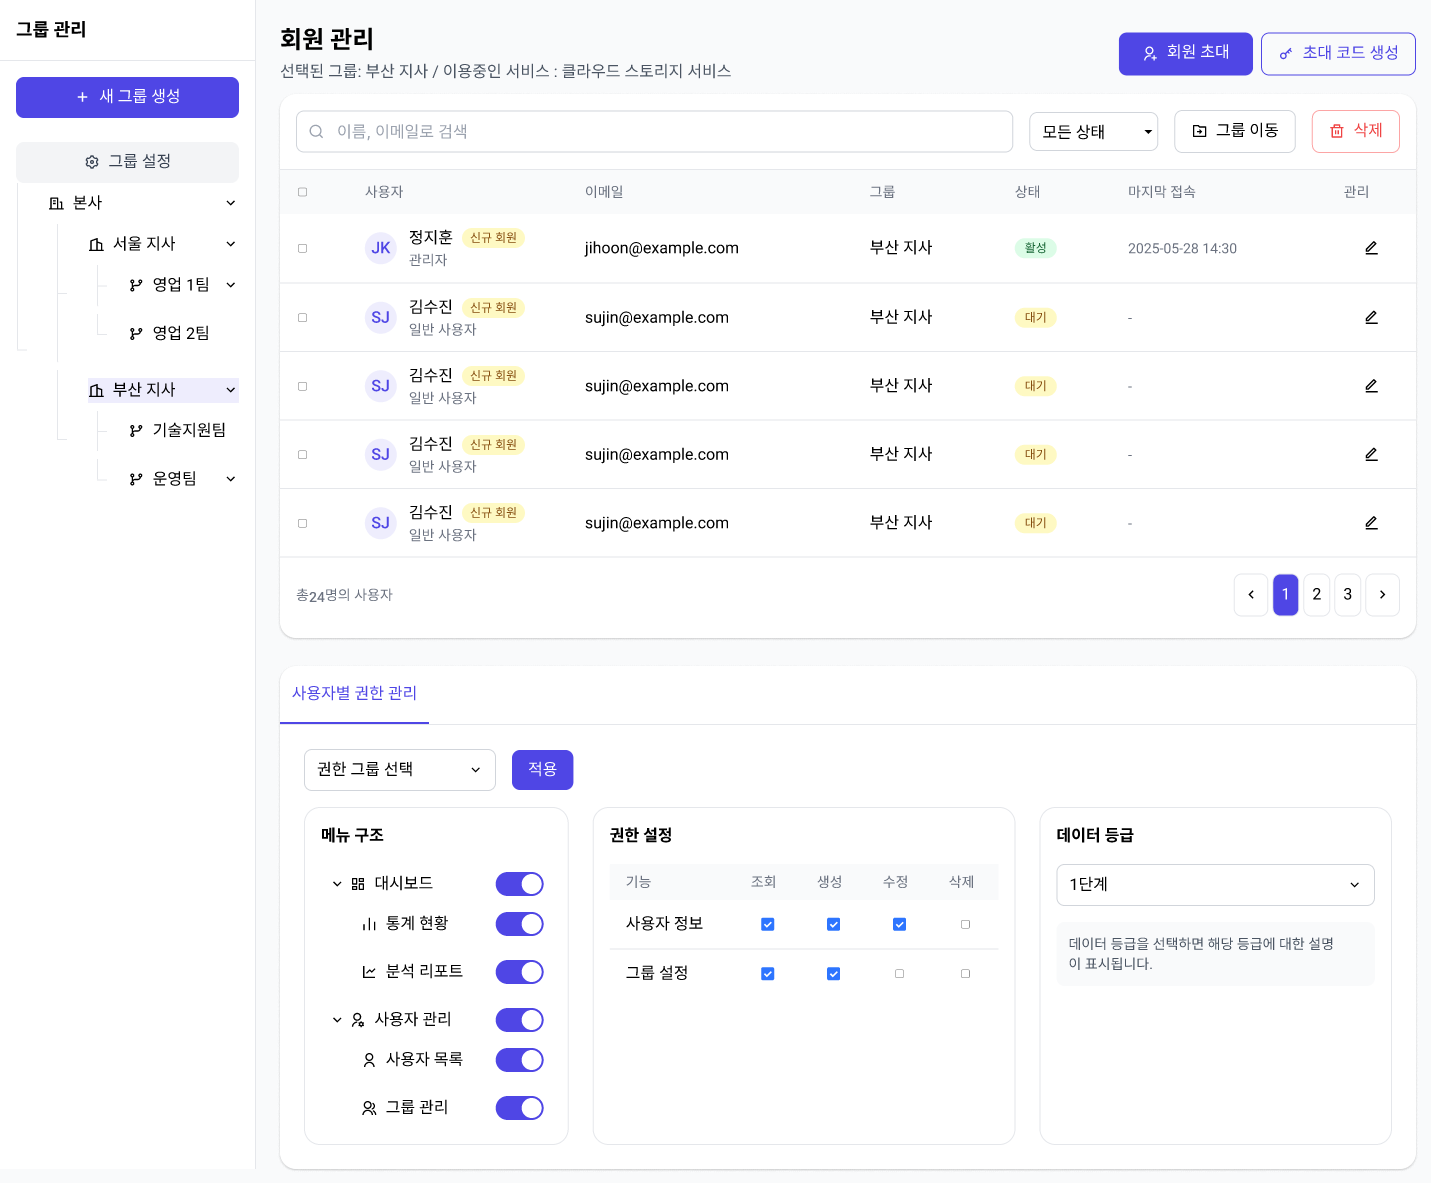 그룹 관리
새 그룹 생성
그룹 설정
본사
서울 지사
영업 1팀
영업 2팀
부산 지사
기술지원팀
운영팀
회원 관리
선택된 그룹: 부산 지사 / 이용중인 서비스 : 클라우드 스토리지 서비스
회원 초대
초대 코드 생성
이름, 이메일로 검색
모든 상태
그룹 이동
삭제
사용자 이메일 그룹 상태 마지막 접속 관리
JK 정지훈 신규 회원 jihoon@example.com 부산 지사 활성 2025-05-28 14:30
관리자
SJ 김수진 신규 회원 sujin@example.com 부산 지사 대기 -
일반 사용자
SJ 김수진 신규 회원 sujin@example.com 부산 지사 대기 -
일반 사용자
SJ 김수진 신규 회원 sujin@example.com 부산 지사 대기 -
일반 사용자
SJ 김수진 신규 회원 sujin@example.com 부산 지사 대기 -
일반 사용자
총24명의 사용자
1 2 3
사용자별 권한 관리
권한 그룹 선택
적용
메뉴 구조
대시보드
통계 현황
분석 리포트
사용자 관리
사용자 목록
그룹 관리
권한 설정
기능 조회 생성 수정 삭제
사용자 정보
그룹 설정
데이터 등급
1단계
데이터 등급을 선택하면 해당 등급에 대한 설명
이 표시됩니다.